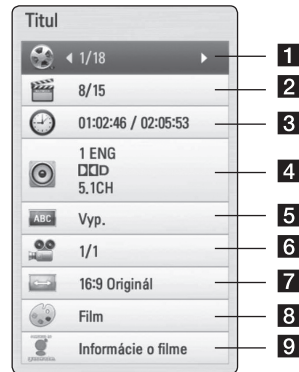 Titul
1/18 1
8/15 2
01:02:46 / 02:05:53 3
1 ENG
DD D
5.1CH 4
ABC Vyp. 5
1/1 6
16:9 Originál 7
Film 8
Informácie o filme 9